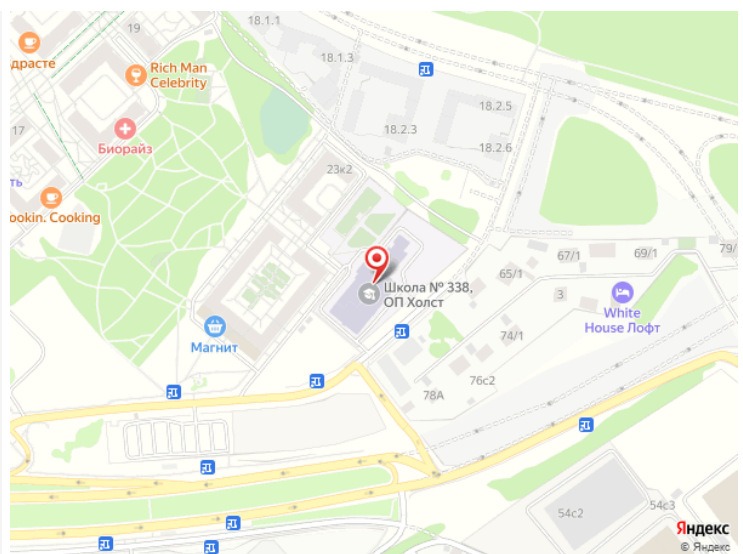 18.1.1
19
драсте
Rich Man
Celebrity
18.1.3
18.2.5
17
18.2.3
18.2.6
Биорайз
23к2
ть
ookin. Cooking
67/1
69/1
79/
65/1
Школа № 338,
ОП Холст
3
White
House Лофт
74/1
Магнит
76с2
78А
54с2
54с3
Яндекс
© Яндекс